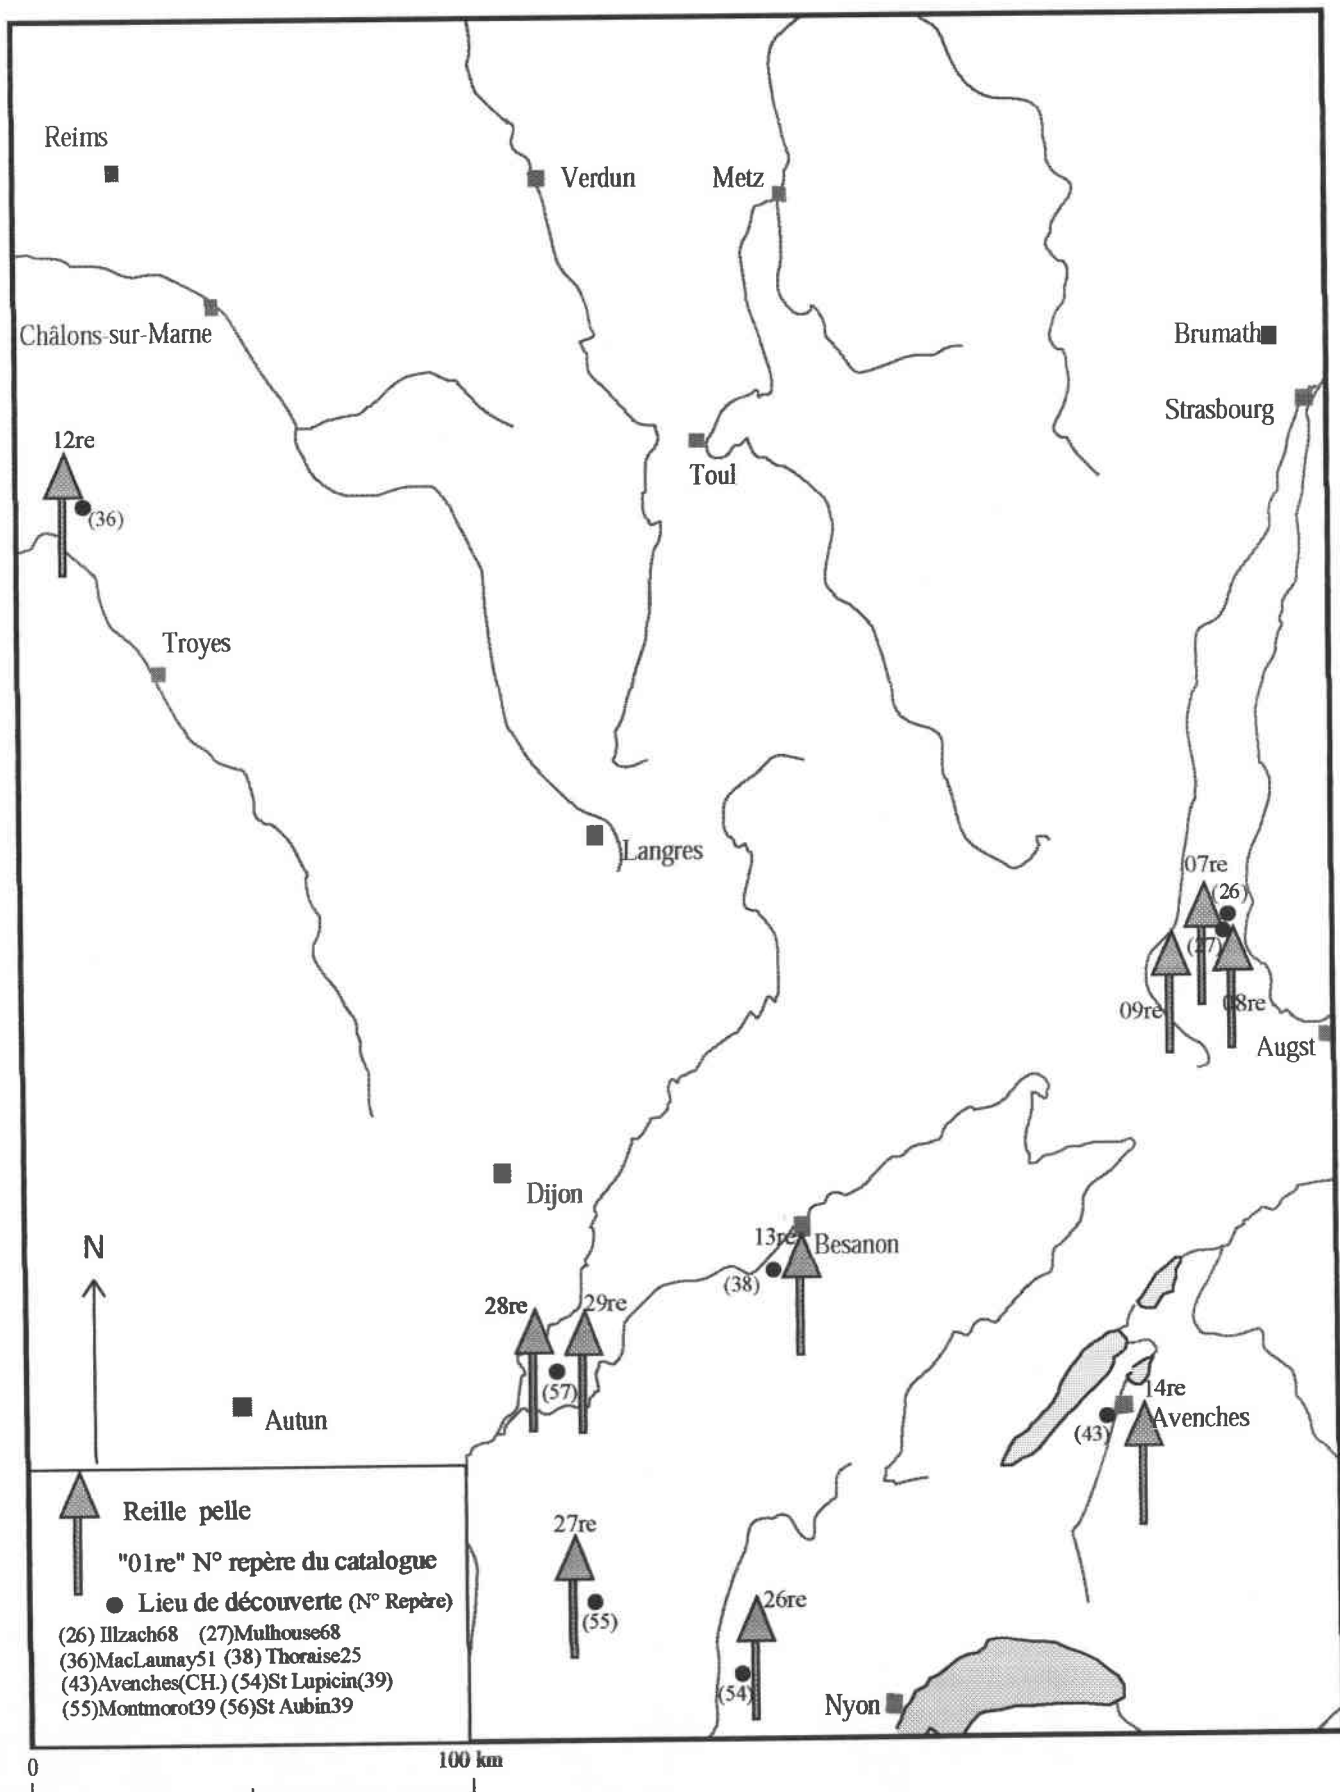 Reims
Verdun
Metz
Châlons-sur-Marne
Brumath
Strasbourg
12re
Toul
(36)
Troyes
Langres
07re
(26)
(27)
09re
08re
Augst
Dijon
N
13re
Besanon
(38)
28re
29re
(57)
14re
Autun
Avenches
(43)
Reille pelle
"01re" N° repère du catalogue
Lieu de découverte (N° Repère)
(26) Illzach68 (27)Mulhouse68
(36)MacLaunay51 (38) Thoraise25
(43)Avenches(CH.) (54)St Lupicin(39)
(55)Montmorot39 (56)St Aubin39
27re
(55)
26re
(54)
Nyon
0
100 km